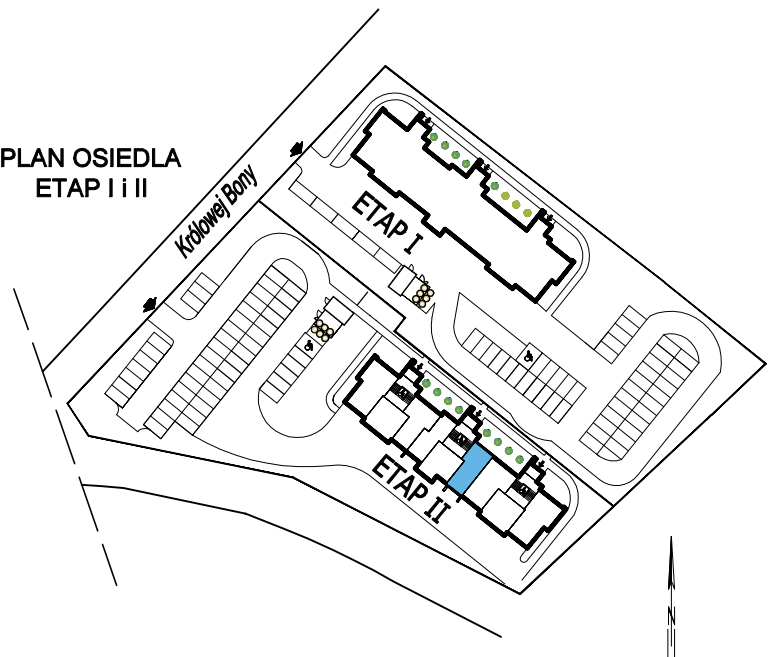 PLAN OSIEDLA
ETAP I i II
Królowej Bony
ETAP I
ETAP II
N